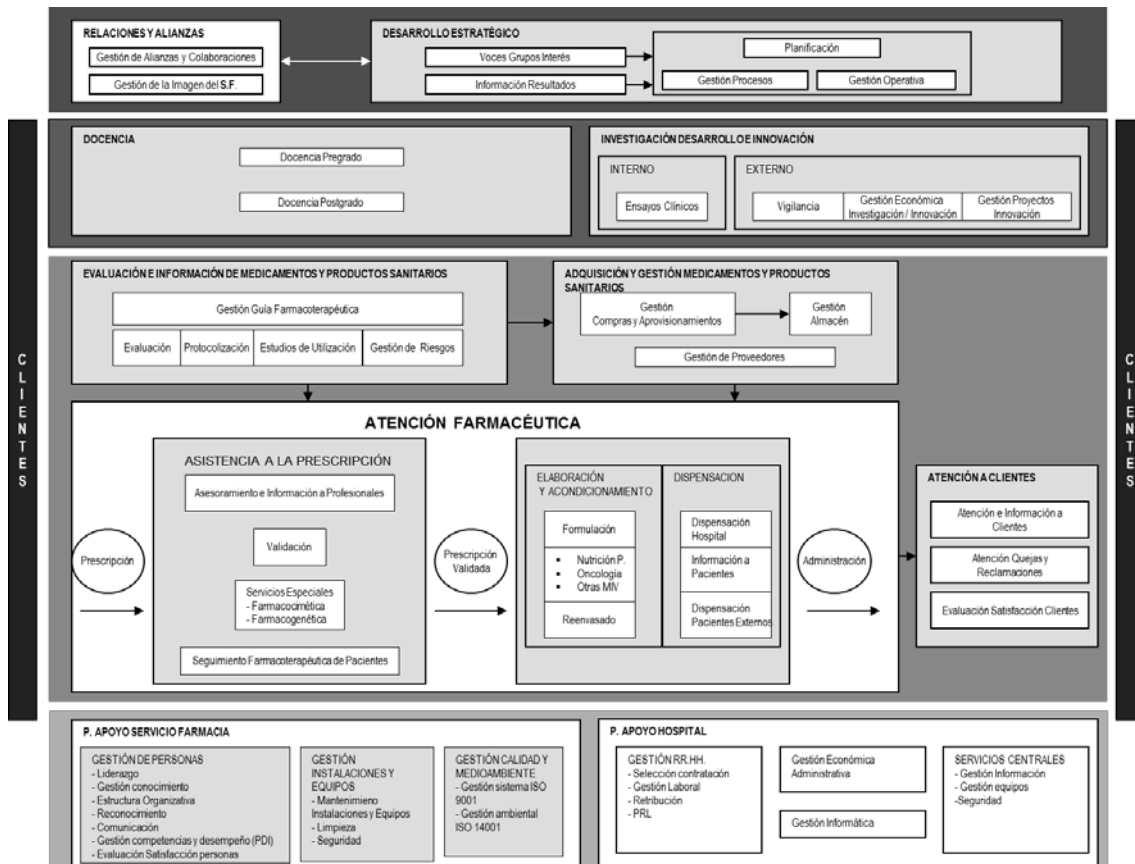 RELACIONES Y ALIANZAS
Gestión de Alianzas y Colaboraciones
Gestión de la Imagen del S.F.
DESARROLLO ESTRATÉGICO
Voces Grupos Interés
Información Resultados
Planificación
Gestión Procesos
Gestión Operativa
CLIENTES
DOCENCIA
Docencia Pregrado
Docencia Postgrado
INVESTIGACIÓN DESARROLLO E INNOVACIÓN
INTERNO
Ensayos Clínicos
EXTERNO
Vigilancia
Gestión Económica
Investigación / Innovación
Gestión Proyectos
Innovación
EVALUACIÓN E INFORMACIÓN DE MEDICAMENTOS Y PRODUCTOS SANITARIOS
Gestión Guía Farmacoterapéutica
Evaluación
Protocolización
Estudios de Utilización
Gestión de Riesgos
ADQUISICIÓN Y GESTIÓN MEDICAMENTOS Y PRODUCTOS
SANITARIOS
Gestión
Compras y Aprovisionamientos
Gestión
Almacén
Gestión de Proveedores
ATENCIÓN FARMACÉUTICA
Prescripción
ASISTENCIA A LA PRESCRIPCIÓN
Asesoramiento e Información a Profesionales
Validación
Servicios Especiales
- Farmacocimética
- Farmacogenética
Seguimiento Farmacoterapéutica de Pacientes
Prescripción
Validada
ELABORACIÓN
Y ACONDICIONAMIENTO
Formulación
▪ Nutrición P.
▪ Oncología
▪ Otras MIV
Reenvasado
DISPENSACION
Dispensación
Hospital
Información a
Pacientes
Dispensación
Pacientes Externos
Administración
ATENCIÓN A CLIENTES
Atención e Información a
Clientes
Atención Quejas y
Reclamaciones
Evaluación Satisfacción Clientes
CLIENTES
P. APOYO SERVICIO FARMACIA
GESTIÓN DE PERSONAS
- Liderazgo
- Gestión conocimiento
- Estructura Organizativa
- Reconocimiento
- Comunicación
- Gestión competencias y desempeño (PDI)
- Evaluación Satisfacción personas
GESTIÓN
INSTALACIONES Y
EQUIPOS
- Mantenimieno
Instalaciones y Equipos
- Limpieza
- Seguridad
GESTIÓN CALIDAD Y
MEDIOAMBIENTE
- Gestión sistema ISO
9001
- Gestión ambiental
ISO 14001
P. APOYO HOSPITAL
GESTIÓN RR.HH.
- Selección contratación
- Gestión Laboral
- Retribución
- PRL
Gestión Económica
Administrativa
Gestión Informática
SERVICIOS CENTRALES
- Gestión Información
- Gestión equipos
-Seguridad